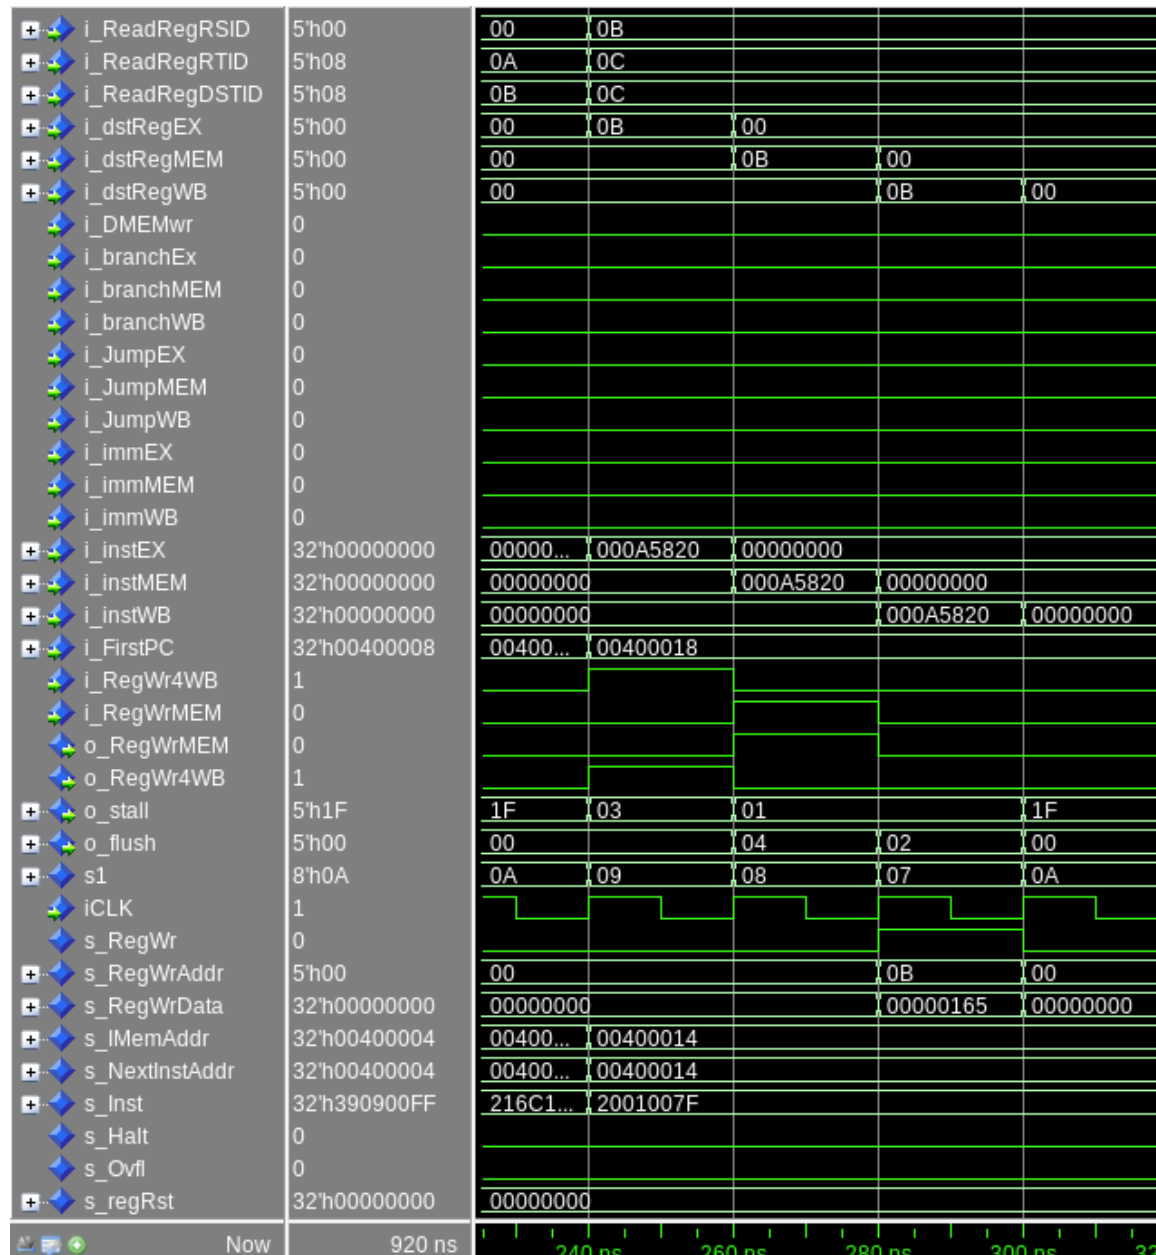 i_ReadRegRSID 5'h00 00 0B
i_ReadRegRTID 5'h08 0A 0C
i_ReadRegDSTID 5'h08 0B 0C
i_dstRegEX 5'h00 00 0B 00
i_dstRegMEM 5'h00 00 0B 00
i_dstRegWB 5'h00 00 0B 00
i_DMEMwr 0
i_branchEx 0
i_branchMEM 0
i_branchWB 0
i_JumpEX 0
i_JumpMEM 0
i_JumpWB 0
i_immEX 0
i_immMEM 0
i_immWB 0
i_instEX 32'h00000000 00000... 000A5820 00000000
i_instMEM 32'h00000000 00000000 000A5820 00000000
i_instWB 32'h00000000 00000000 000A5820 00000000
i_FirstPC 32'h00400008 00400... 00400018
i_RegWr4WB 1
i_RegWrMEM 0
o_RegWrMEM 0
o_RegWr4WB 1
o_stall 5'h1F 1F 03 01 1F
o_flush 5'h00 00 04 02 00
s1 8'h0A 0A 09 08 07 0A
iCLK 1
s_RegWr 0
s_RegWrAddr 5'h00 00 0B 00
s_RegWrData 32'h00000000 00000000 00000165 00000000
s_IMemAddr 32'h00400004 00400... 00400014
s_NextInstAddr 32'h00400004 00400... 00400014
s_Inst 32'h390900FF 216C1... 2001007F
s_Halt 0
s_Ovfl 0
s_regRst 32'h00000000 00000000
Now 920 ns 240 ns 260 ns 280 ns 300 ns